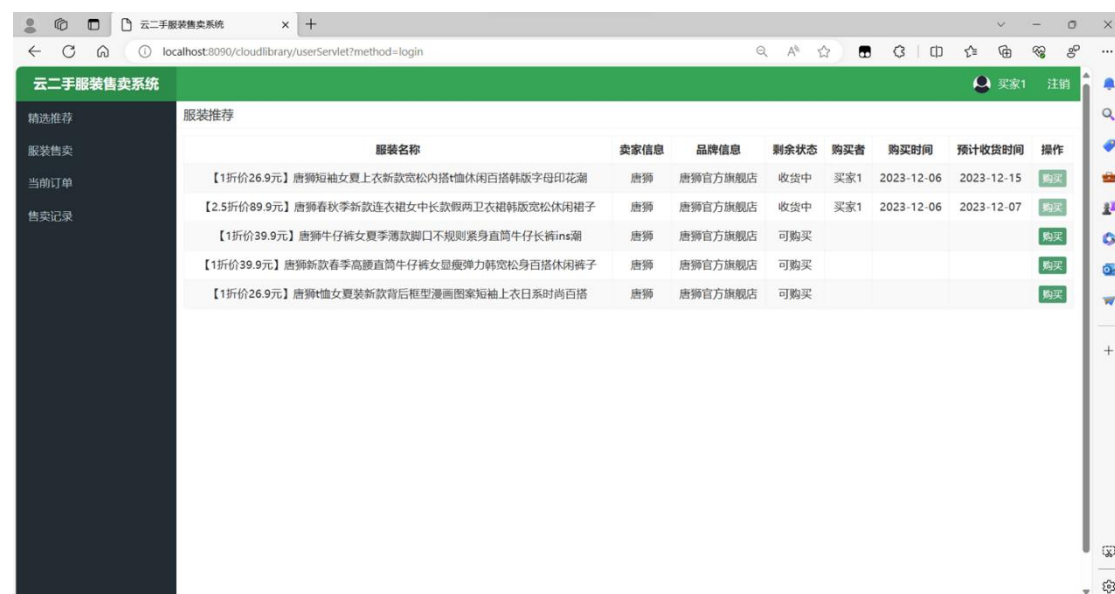 云二手服装售卖系统
localhost:8090/cloudlibrary/userServlet?method=login
云二手服装售卖系统 买家1 注销
精选推荐
服装售卖
当前订单
售卖记录
服装推荐
服装名称 卖家信息 品牌信息 剩余状态 购买者 购买时间 预计收货时间 操作
【1折价26.9元】唐狮短袖女夏上衣新款宽松内搭t恤休闲百搭韩版字母印花潮 唐狮 唐狮官方旗舰店 收货中 买家1 2023-12-06 2023-12-15 购买
【2.5折价89.9元】唐狮春秋季新款连衣裙女中长款假两卫衣裙韩版宽松休闲裙子 唐狮 唐狮官方旗舰店 收货中 买家1 2023-12-06 2023-12-07 购买
【1折价39.9元】唐狮牛仔裤女夏季薄款脚口不规则紧身直筒牛仔长裤ins潮 唐狮 唐狮官方旗舰店 可购买 购买
【1折价39.9元】唐狮新款春季高腰直筒牛仔裤女显瘦弹力韩宽松身百搭休闲裤子 唐狮 唐狮官方旗舰店 可购买 购买
【1折价26.9元】唐狮t恤女夏装新款背后框型漫画图案短袖上衣日系时尚百搭 唐狮 唐狮官方旗舰店 可购买 购买